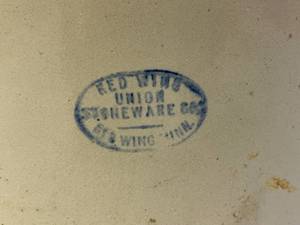 RED WING
UNION
STONEWARE CO.
RED WING MINN.